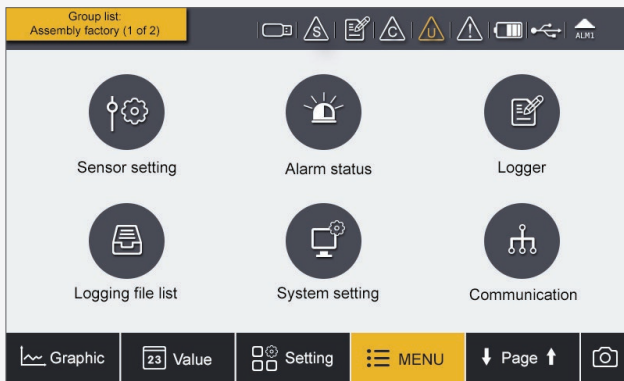 Group list:
Assembly factory (1 of 2)
S
C
U
ALM1
Sensor setting
Alarm status
Logger
Logging file list
System setting
Communication
Graphic
23
Value
Setting
MENU
Page